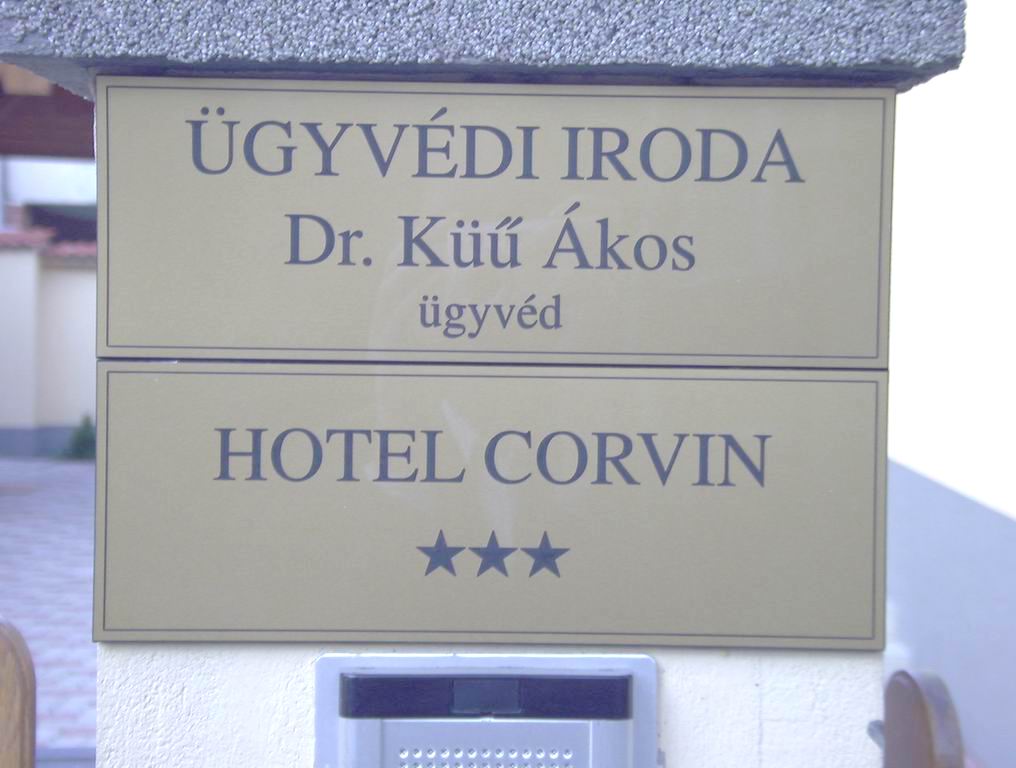 ÜGYVÉDI IRODA
Dr. Küű Ákos
ügyvéd
HOTEL CORVIN
★★★